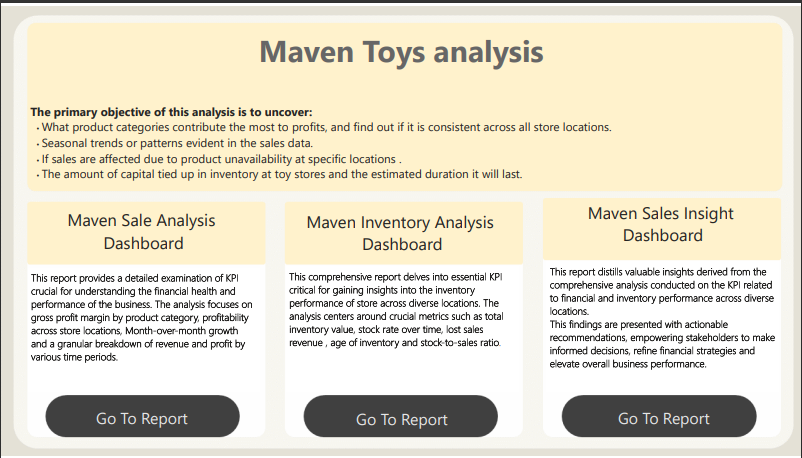 Maven Toys analysis
The primary objective of this analysis is to uncover:
• What product categories contribute the most to profits, and find out if it is consistent across all store locations.
• Seasonal trends or patterns evident in the sales data.
• If sales are affected due to product unavailability at specific locations .
• The amount of capital tied up in inventory at toy stores and the estimated duration it will last.
Maven Sale Analysis
Dashboard
This report provides a detailed examination of KPI
crucial for understanding the financial health and
performance of the business. The analysis focuses on
gross profit margin by product category, profitability
across store locations, Month-over-month growth
and a granular breakdown of revenue and profit by
various time periods.
Go To Report
Maven Inventory Analysis
Dashboard
This comprehensive report delves into essential KPI
critical for gaining insights into the inventory
performance of store across diverse locations. The
analysis centers around crucial metrics such as total
inventory value, stock rate over time, lost sales
revenue , age of inventory and stock-to-sales ratio.
Go To Report
Maven Sales Insight
Dashboard
This report distills valuable insights derived from the
comprehensive analysis conducted on the KPI related
to financial and inventory performance across diverse
locations.
This findings are presented with actionable
recommendations, empowering stakeholders to make
informed decisions, refine financial strategies and
elevate overall business performance.
Go To Report